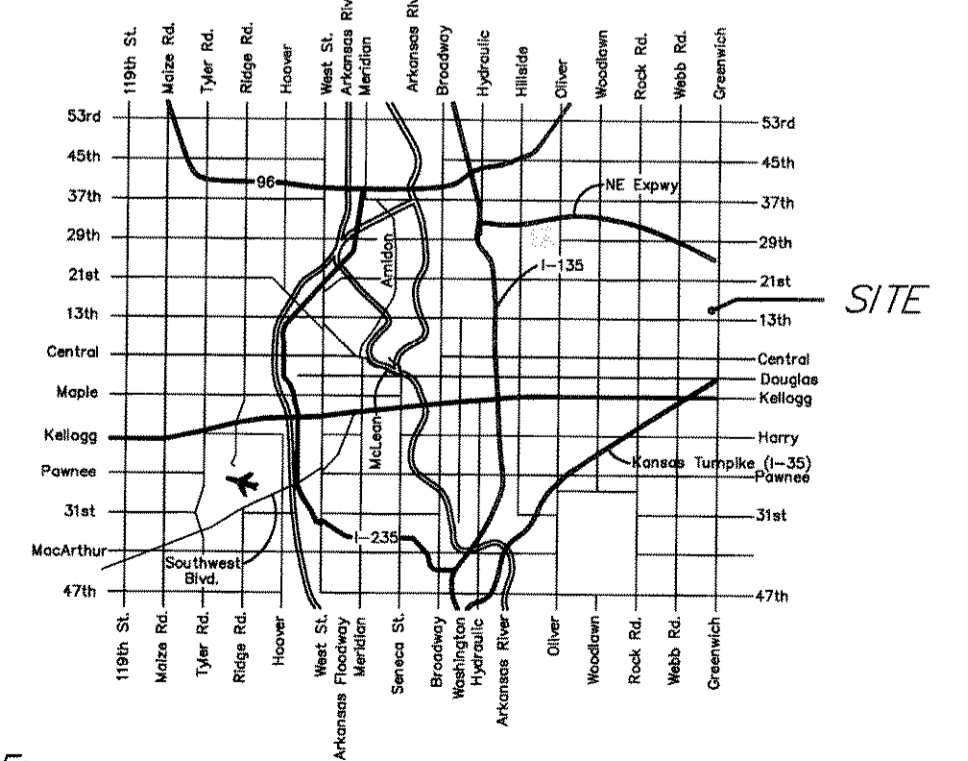 119th St.
Maize Rd.
Tyler Rd.
Ridge Rd.
Hoover
West St.
Arkansas Riv
Meridian
Arkansas Riv
Broadway
Hydraulic
Hillside
Oliver
Woodlawn
Rock Rd.
Webb Rd.
Greenwich
53rd
45th
37th
29th
21st
13th
Central
Maple
Kellogg
Pawnee
31st
MacArthur
47th
96
Amidon
McLean
I-135
NE Expwy
I-235
Southwest
Blvd.
Kansas Turnpike (I-35)
53rd
45th
37th
29th
21st
SITE
13th
Central
Douglas
Kellogg
Harry
Pawnee
31st
47th
119th St.
Maize Rd.
Tyler Rd.
Ridge Rd.
Hoover
West St.
Arkansas Floodway
Meridian
Seneca St.
Broadway
Washington
Hydraulic
Arkansas River
Oliver
Woodlawn
Rock Rd.
Webb Rd.
Greenwich